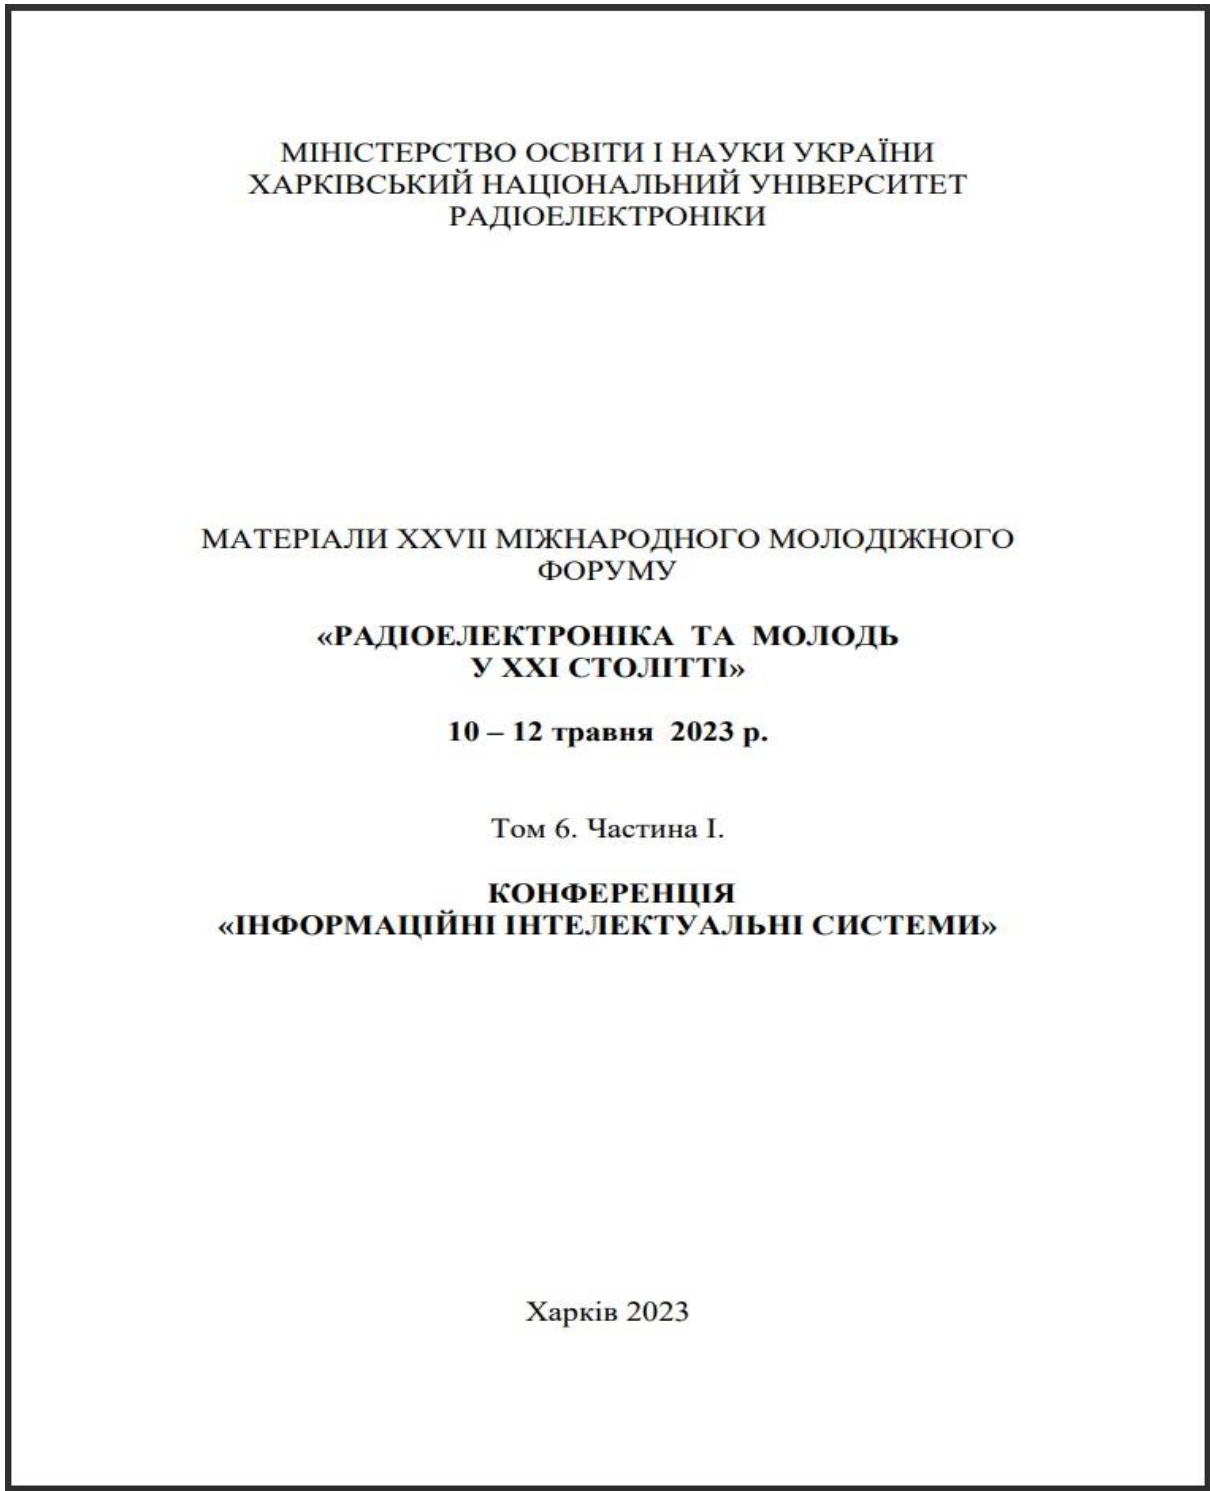 МІНІСТЕРСТВО ОСВІТИ І НАУКИ УКРАЇНИ
ХАРКІВСЬКИЙ НАЦІОНАЛЬНИЙ УНІВЕРСИТЕТ
РАДІОЕЛЕКТРОНІКИ
МАТЕРІАЛИ XXVII МІЖНАРОДНОГО МОЛОДІЖНОГО
ФОРУМУ
«РАДІОЕЛЕКТРОНІКА ТА МОЛОДЬ
У ХХІ СТОЛІТТІ»
10 – 12 травня 2023 р.
Том 6. Частина І.
КОНФЕРЕНЦІЯ
«ІНФОРМАЦІЙНІ ІНТЕЛЕКТУАЛЬНІ СИСТЕМИ»
Харків 2023